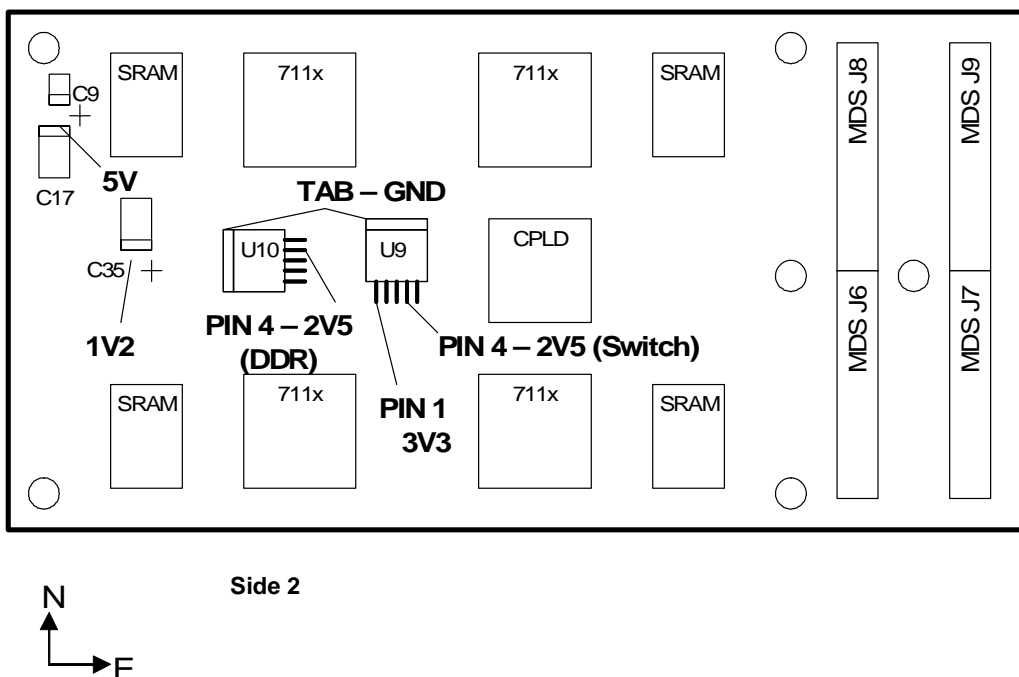 SRAM
711x
711x
SRAM
MDS J8
MDS J9
C9
5V
C17
TAB – GND
U10
U9
CPLD
C35
1V2
PIN 4 – 2V5
(DDR)
PIN 4 – 2V5 (Switch)
MDS J6
MDS J7
SRAM
711x
PIN 1
3V3
711x
SRAM
Side 2
N
E